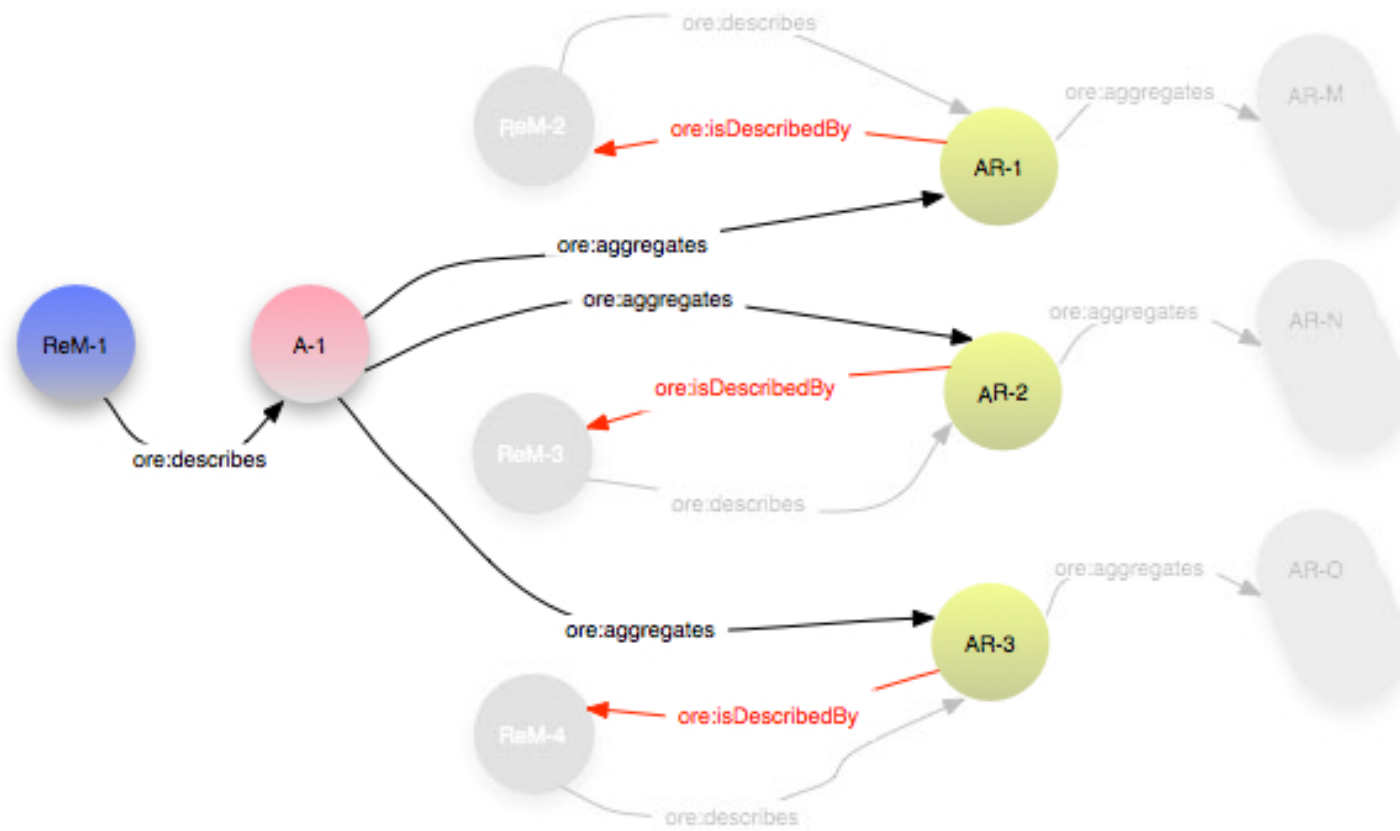 ore:describes
ReM-2
ore:isDescribedBy
AR-1
ore:aggregates
AR-M
ore:aggregates
ReM-1
A-1
ore:describes
ore:aggregates
AR-2
ore:aggregates
AR-N
ore:isDescribedBy
ReM-3
ore:describes
ore:aggregates
AR-3
ore:aggregates
AR-O
ore:isDescribedBy
ReM-4
ore:describes